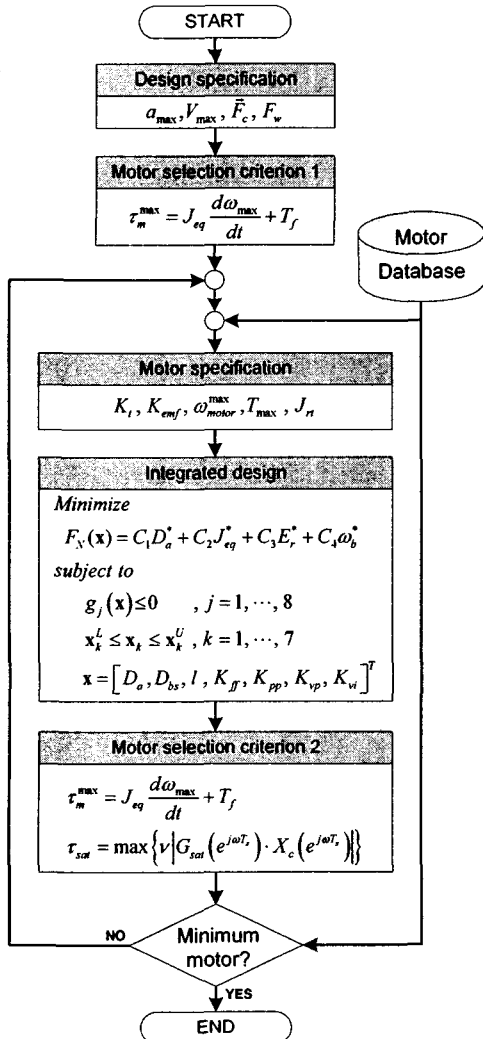 START
Design specification
a_max, V_max, F⃗_c, F_w
Motor selection criterion 1
τ_m^max = J_eq dω_max/dt + T_f
Motor
Database
Motor specification
K_t , K_emf , ω_motor^max, T_max , J_rt
Integrated design
Minimize
F_N(x) = C_1D_a^* + C_2J_eq^* + C_3E_r^* + C_4ω_b^*
subject to
g_j(x)≤0 , j = 1, ⋯, 8
x_k^L ≤ x_k ≤ x_k^U , k = 1, ⋯, 7
x = [D_a, D_bs, l , K_ff, K_pp, K_vp, K_vi]^T
Motor selection criterion 2
τ_m^max = J_eq dω_max/dt + T_f
τ_sat = max{ν|G_sat(e^{jωT_s})·X_c(e^{jωT_s})|}
NO
Minimum
motor?
YES
END